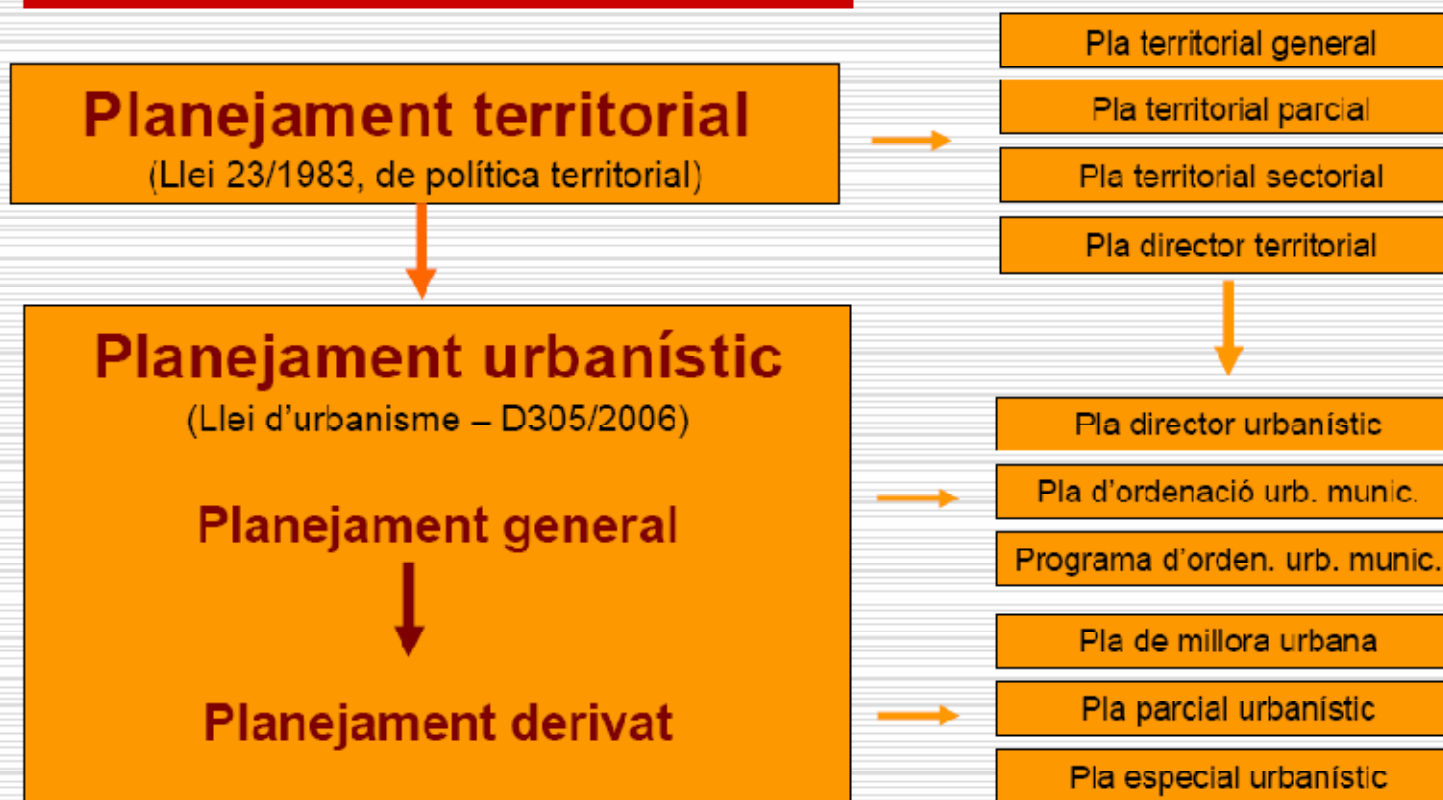 Planejament territorial
(Llei 23/1983, de política territorial)
Pla territorial general
Pla territorial parcial
Pla territorial sectorial
Pla director territorial
Planejament urbanístic
(Llei d'urbanisme – D305/2006)
Planejament general
Pla director urbanístic
Pla d'ordenació urb. munic.
Programa d'orden. urb. munic.
Planejament derivat
Pla de millora urbana
Pla parcial urbanístic
Pla especial urbanístic